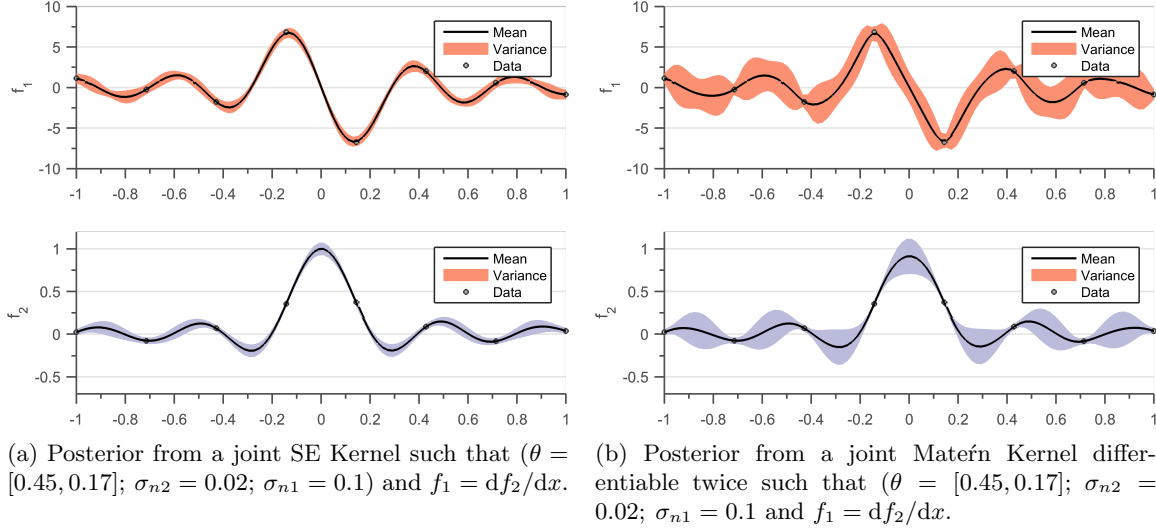 10
5
0
-5
-10
f1
-1 -0.8 -0.6 -0.4 -0.2 0 0.2 0.4 0.6 0.8 1
Mean
Variance
Data
1
0.5
0
-0.5
f2
-1 -0.8 -0.6 -0.4 -0.2 0 0.2 0.4 0.6 0.8 1
Mean
Variance
Data
(a) Posterior from a joint SE Kernel such that (θ =
[0.45, 0.17]; σn2 = 0.02; σn1 = 0.1) and f1 = df2/dx.
10
5
0
-5
-10
f1
-1 -0.8 -0.6 -0.4 -0.2 0 0.2 0.4 0.6 0.8 1
Mean
Variance
Data
1
0.5
0
-0.5
f2
-1 -0.8 -0.6 -0.4 -0.2 0 0.2 0.4 0.6 0.8 1
Mean
Variance
Data
(b) Posterior from a joint Mateŕn Kernel differ-
entiable twice such that (θ = [0.45, 0.17]; σn2 =
0.02; σn1 = 0.1 and f1 = df2/dx.